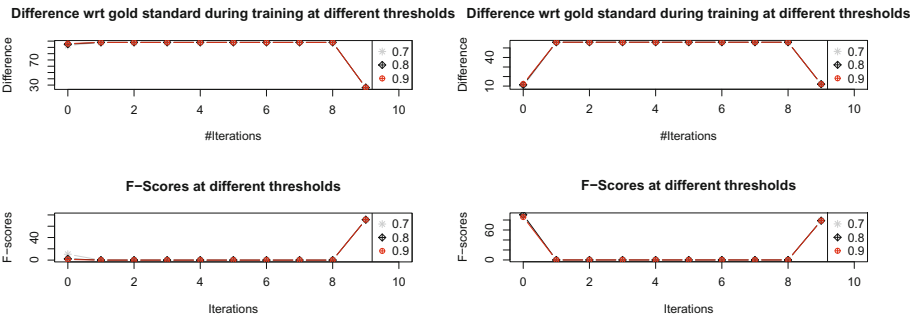 Difference wrt gold standard during training at different thresholds
Difference
70
30
0.7
0.8
0.9
0 2 4 6 8 10
#Iterations
Difference wrt gold standard during training at different thresholds
Difference
40
10
0.7
0.8
0.9
0 2 4 6 8 10
#Iterations
F−Scores at different thresholds
F−scores
40
0
0.7
0.8
0.9
0 2 4 6 8 10
Iterations
F−Scores at different thresholds
F−scores
60
0
0.7
0.8
0.9
0 2 4 6 8 10
Iterations